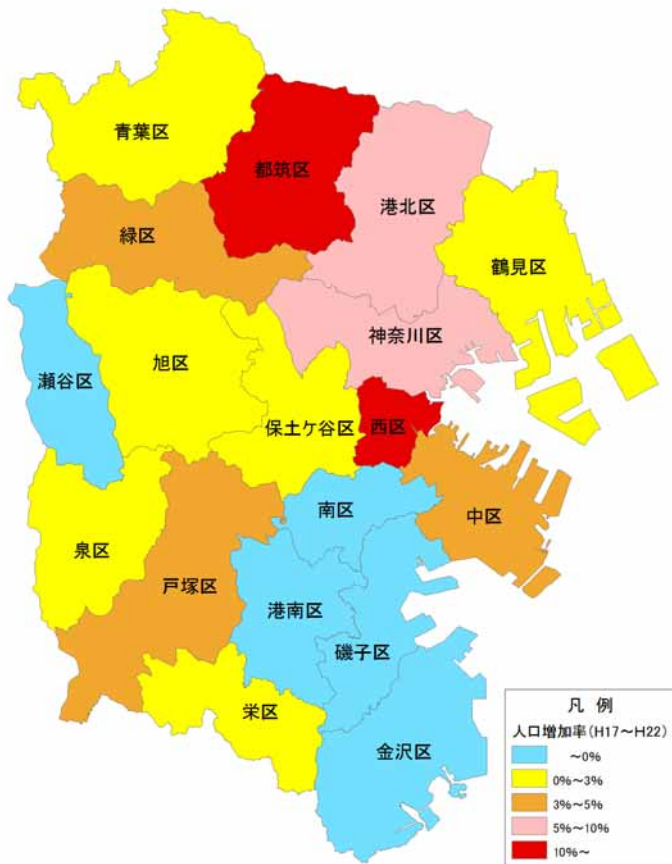 青葉区
都筑区
港北区
緑区
鶴見区
神奈川区
旭区
瀬谷区
保土ケ谷区
西区
南区
中区
泉区
戸塚区
港南区
磯子区
栄区
金沢区
凡 例
人口増加率(H17～H22)
～0%
0%～3%
3%～5%
5%～10%
10%～